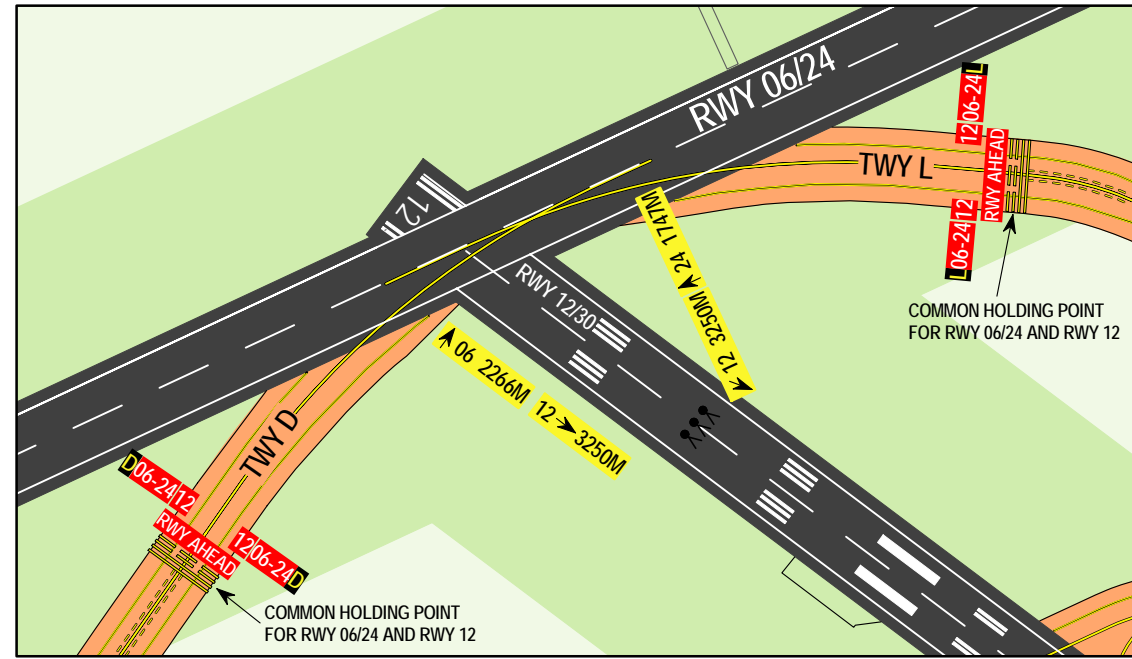 RWY 06/24
12
RWY 12/30
TWY L
12|06-24 L
RWY AHEAD
L 06-24|12
COMMON HOLDING POINT
FOR RWY 06/24 AND RWY 12
12 3250M 24 1747M
06 2266M 12 3250M
TWY D
D 06-24|12
RWY AHEAD
12|06-24 D
COMMON HOLDING POINT
FOR RWY 06/24 AND RWY 12